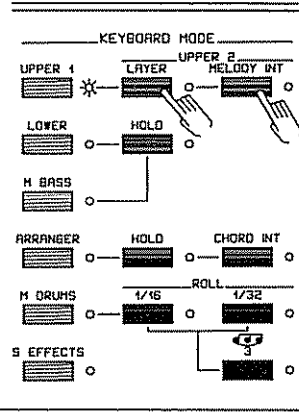 KEYBOARD MODE
UPPER 2
UPPER 1 LAYER MELODY INT
LOWER HOLD
M BASS
ARRANGER HOLD CHORD INT
ROLL
M DRUMS 1/16 1/32
3
S EFFECTS